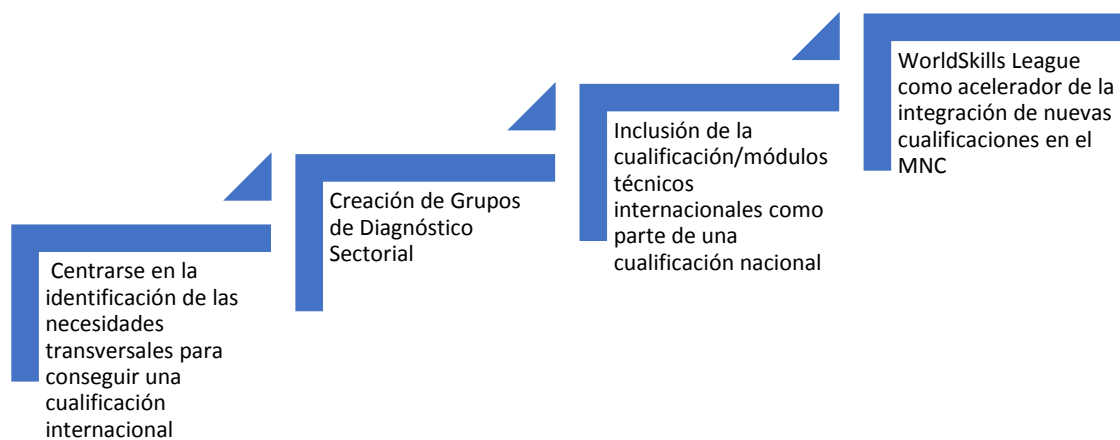 Centrarse en la
identificación de las
necesidades
transversales para
conseguir una
cualificación
internacional
Creación de Grupos
de Diagnóstico
Sectorial
Inclusión de la
cualificación/módulos
técnicos
internacionales como
parte de una
cualificación nacional
WorldSkills League
como acelerador de la
integración de nuevas
cualificaciones en el
MNC